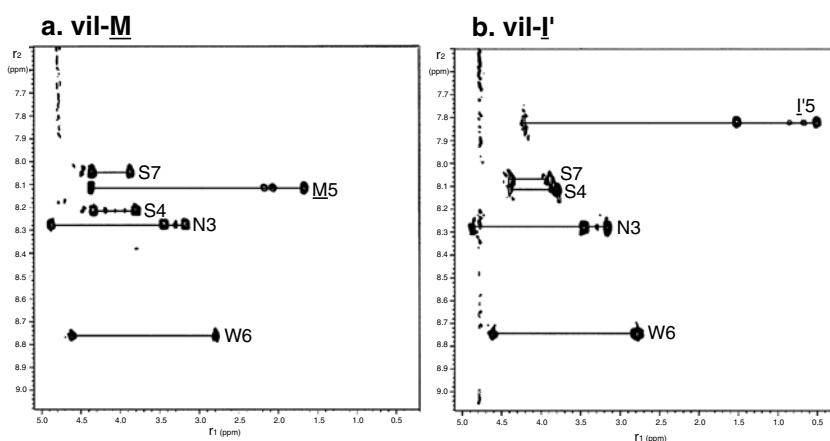 a. vil-M
r2
(ppm)
7.7
7.8
7.9
8.0
8.1
8.2
8.3
8.4
8.5
8.6
8.7
8.8
8.9
9.0
S7
M5
S4
N3
W6
5.0 4.5 4.0 3.5 3.0 2.5 2.0 1.5 1.0 0.5
r1 (ppm)
b. vil-I'
r2
(ppm)
7.6
7.7
7.8
7.9
8.0
8.1
8.2
8.3
8.4
8.5
8.6
8.7
8.8
8.9
9.0
I'5
S7
S4
N3
W6
5.0 4.5 4.0 3.5 3.0 2.5 2.0 1.5 1.0 0.5
r1 (ppm)